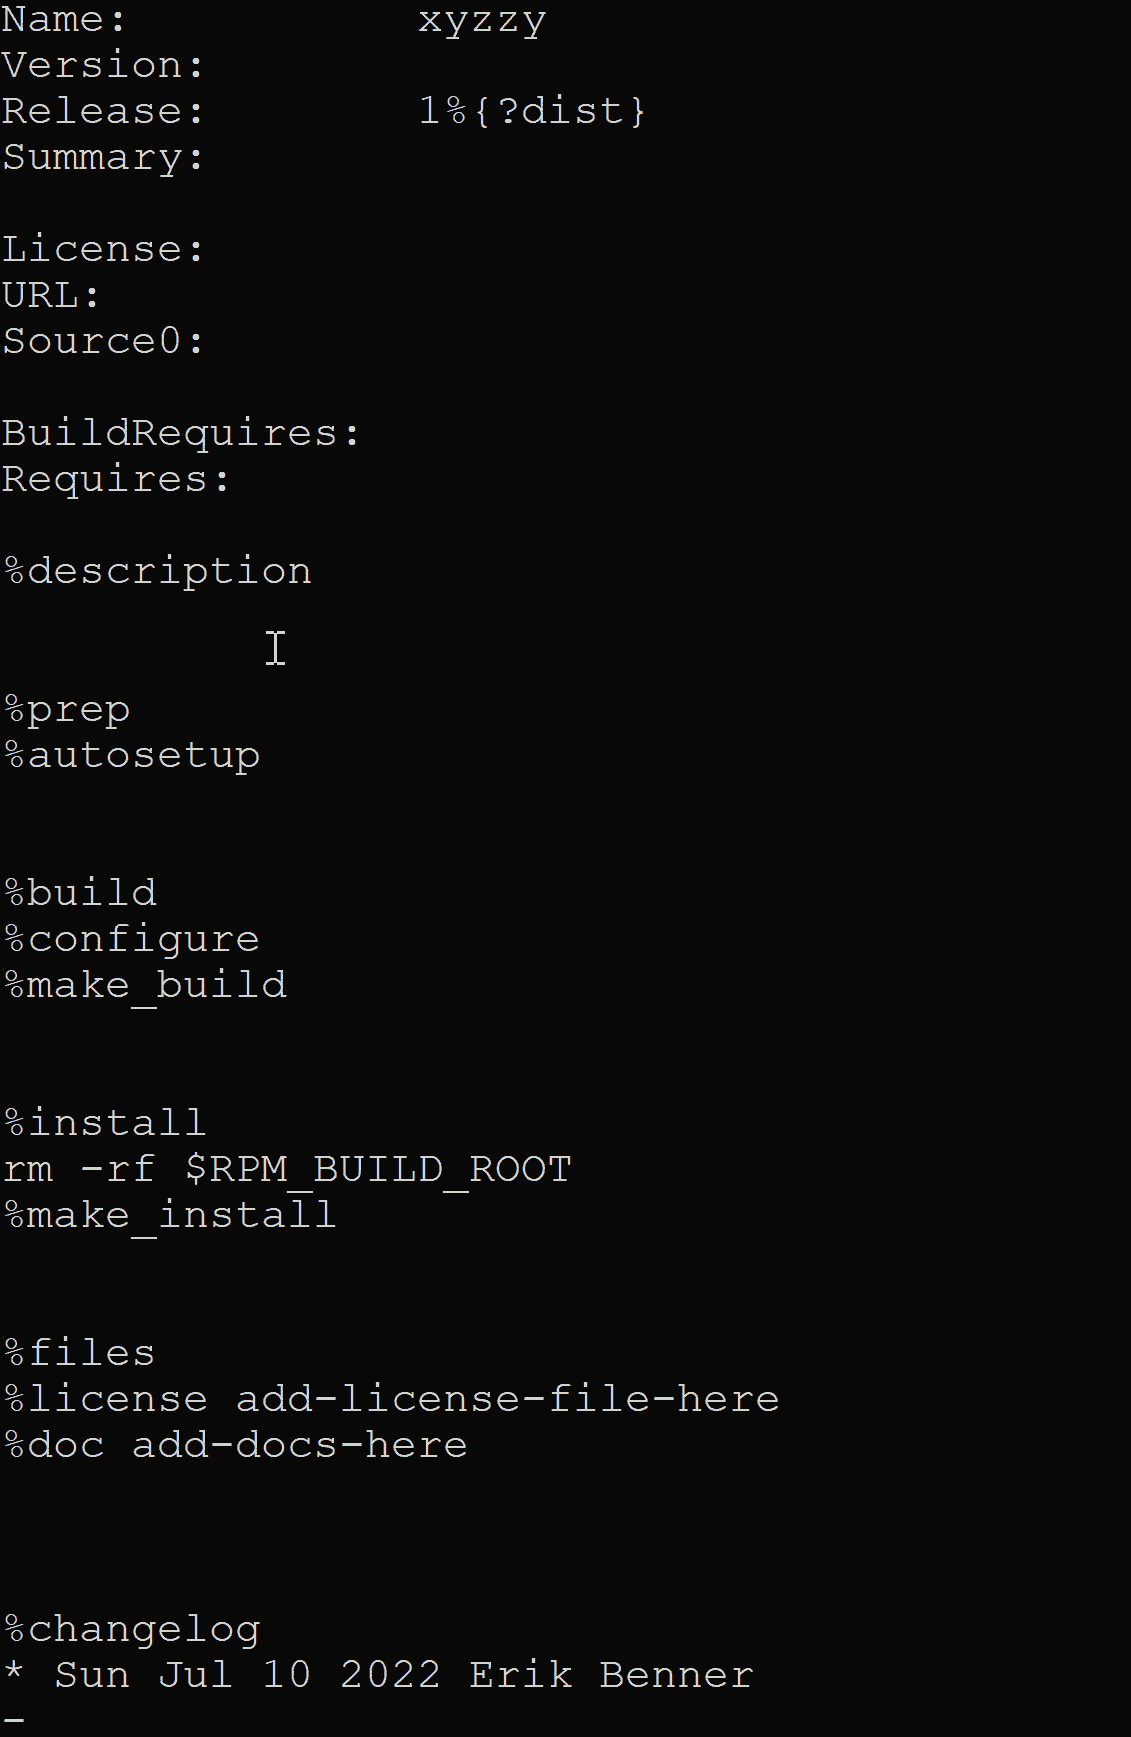 Name:           xyzzy
Version:
Release:        1%{?dist}
Summary:

License:
URL:
Source0:

BuildRequires:
Requires:

%description


%prep
%autosetup


%build
%configure
%make_build


%install
rm -rf $RPM_BUILD_ROOT
%make_install


%files
%license add-license-file-here
%doc add-docs-here



%changelog
* Sun Jul 10 2022 Erik Benner
-